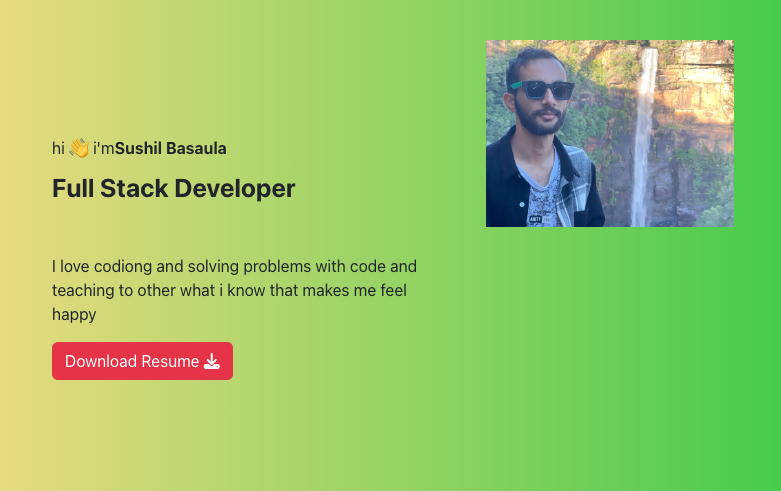 hi 👋 i'mSushil Basaula
Full Stack Developer
I love codiong and solving problems with code and
teaching to other what i know that makes me feel
happy
Download Resume